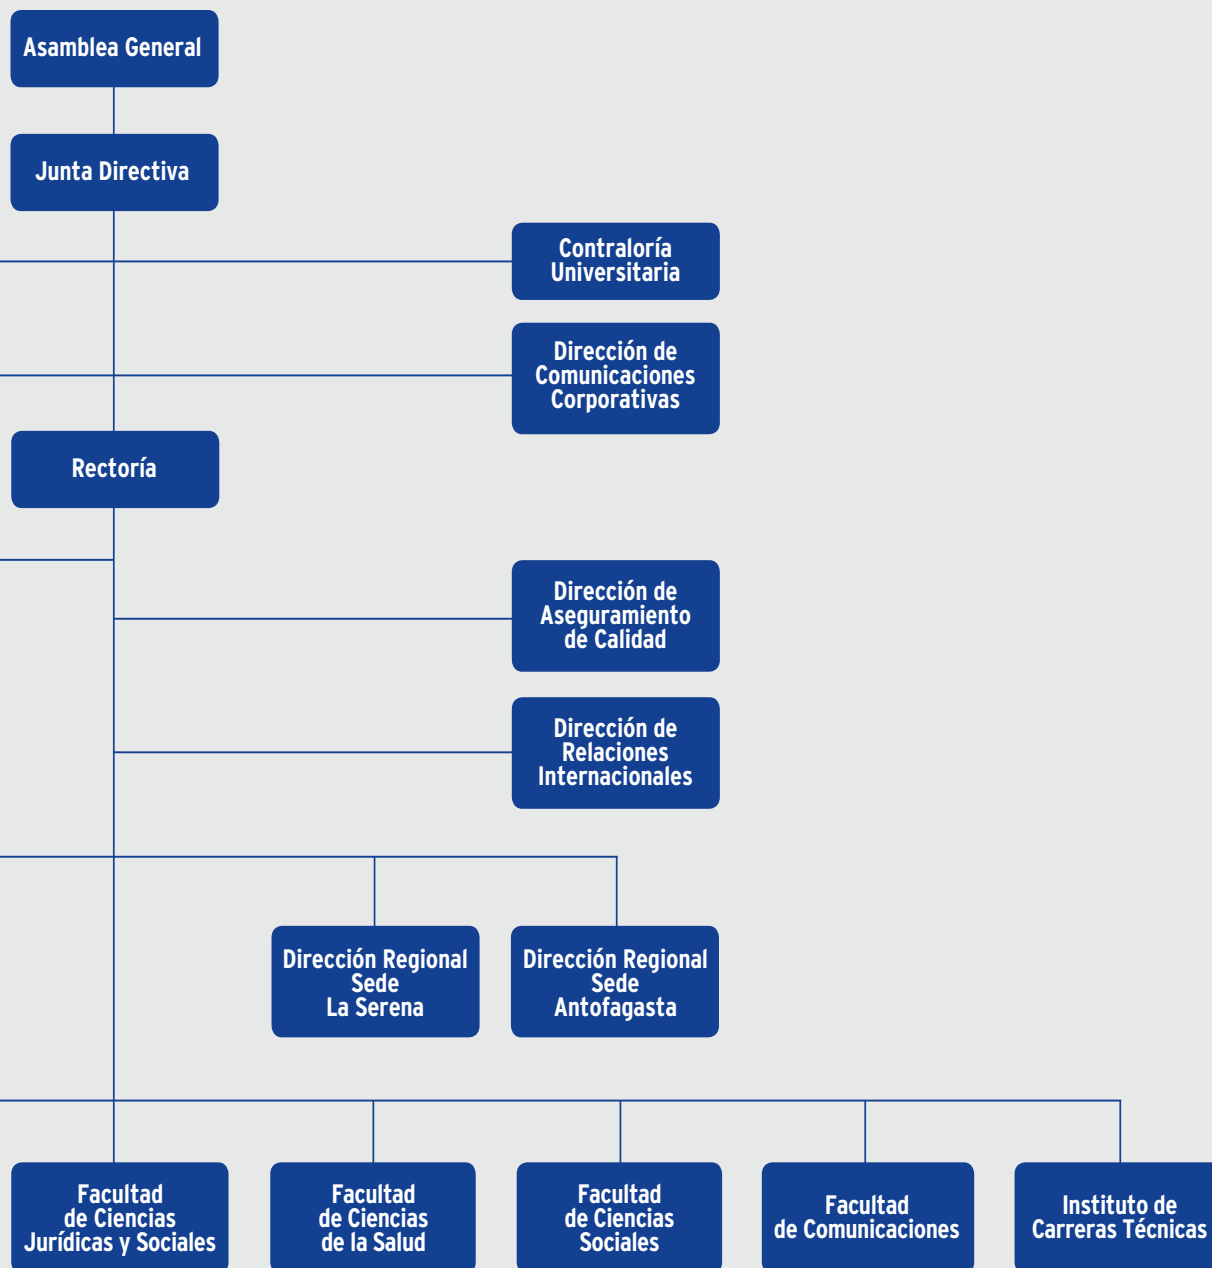 Asamblea General
Junta Directiva
Contraloría
Universitaria
Dirección de
Comunicaciones
Corporativas
Rectoría
Dirección de
Aseguramiento
de Calidad
Dirección de
Relaciones
Internacionales
Dirección Regional
Sede
La Serena
Dirección Regional
Sede
Antofagasta
Facultad
de Ciencias
Jurídicas y Sociales
Facultad
de Ciencias
de la Salud
Facultad
de Ciencias
Sociales
Facultad
de Comunicaciones
Instituto de
Carreras Técnicas